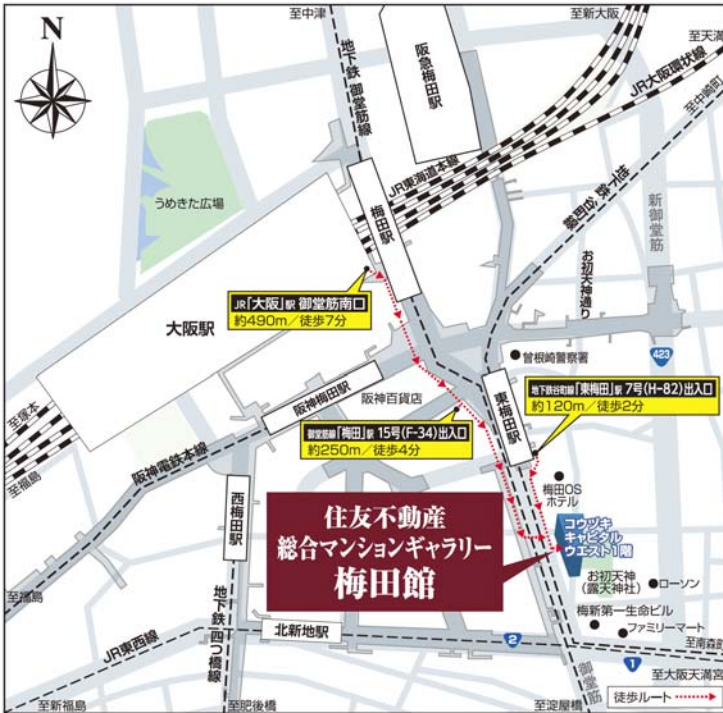 至中津
至新大阪
至天満
N
地下鉄 御堂筋線
阪急梅田駅
JR大阪環状線
至中崎町
JR東海道本線
うめきた広場
梅田駅
地下鉄 谷町線
新御堂筋
お初天神通り
JR「大阪」駅 御堂筋南口
約490m/徒歩7分
大阪駅
曽根崎警察署
423
阪神梅田駅
阪神百貨店
地下鉄谷町線「東梅田」駅 7号(H-82)出入口
約120m/徒歩2分
東梅田駅
至塚本
至福島
阪神電鉄本線
御堂筋線「梅田」駅 15号(F-34)出入口
約250m/徒歩4分
梅田OS
ホテル
西梅田駅
住友不動産
総合マンションギャラリー
梅田館
コウヅキ
キャピタル
ウエスト1階
お初天神
(露天神社)
ローソン
至福島
梅新第一生命ビル
ファミリーマート
地下鉄 四つ橋線
北新地駅
2
至南森町
JR東西線
1
至大阪天満宮
御堂筋
至新福島
至肥後橋
至淀屋橋
徒歩ルート